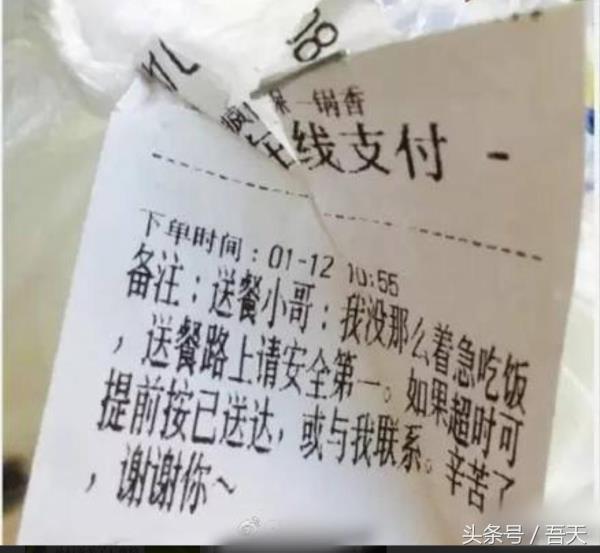 08
一锅香
在线支付 -
下单时间：01-12 10:55
备注：送餐小哥：我没那么着急吃饭
，送餐路上请安全第一。如果超时可
提前按已送达，或与我联系。辛苦了
，谢谢你～
头条号 / 吾天